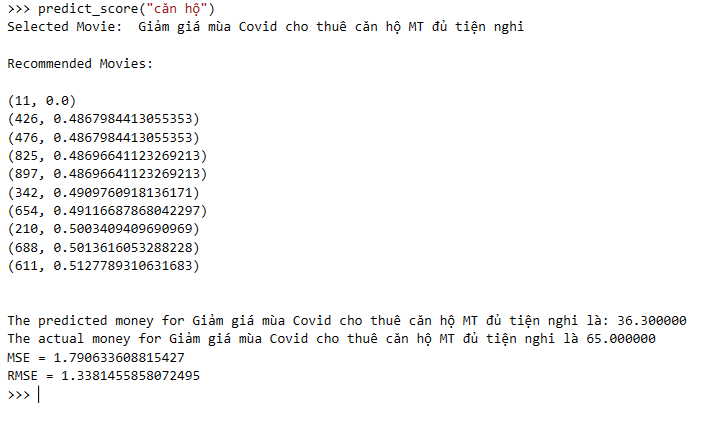 >>> predict_score("căn hộ")
Selected Movie:  Giảm giá mùa Covid cho thuê căn hộ MT đủ tiện nghi
Recommended Movies:
(11, 0.0)
(426, 0.4867984413055353)
(476, 0.4867984413055353)
(825, 0.48696641123269213)
(897, 0.48696641123269213)
(342, 0.4909760918136171)
(654, 0.49116687868042297)
(210, 0.5003409409690969)
(688, 0.5013616053288228)
(611, 0.5127789310631683)
The predicted money for Giảm giá mùa Covid cho thuê căn hộ MT đủ tiện nghi là: 36.300000
The actual money for Giảm giá mùa Covid cho thuê căn hộ MT đủ tiện nghi là 65.000000
MSE = 1.790633608815427
RMSE = 1.3381455858072495
>>>